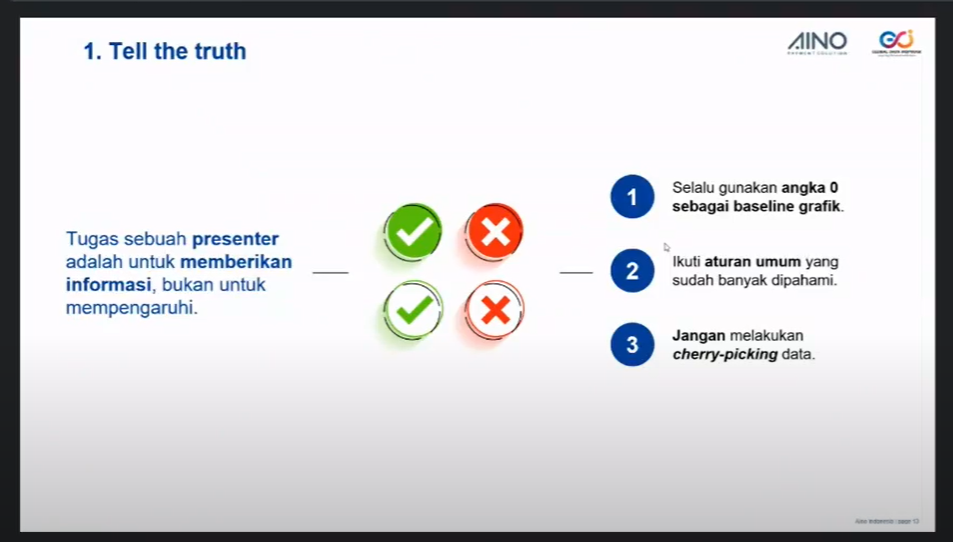 1. Tell the truth
AINO
PAYMENT SOLUTION
Tugas sebuah presenter
adalah untuk memberikan
informasi, bukan untuk
mempengaruhi.
1
Selalu gunakan angka 0
sebagai baseline grafik.
2
Ikuti aturan umum yang
sudah banyak dipahami.
3
Jangan melakukan
cherry-picking data.
Aino Indonesia | page 13